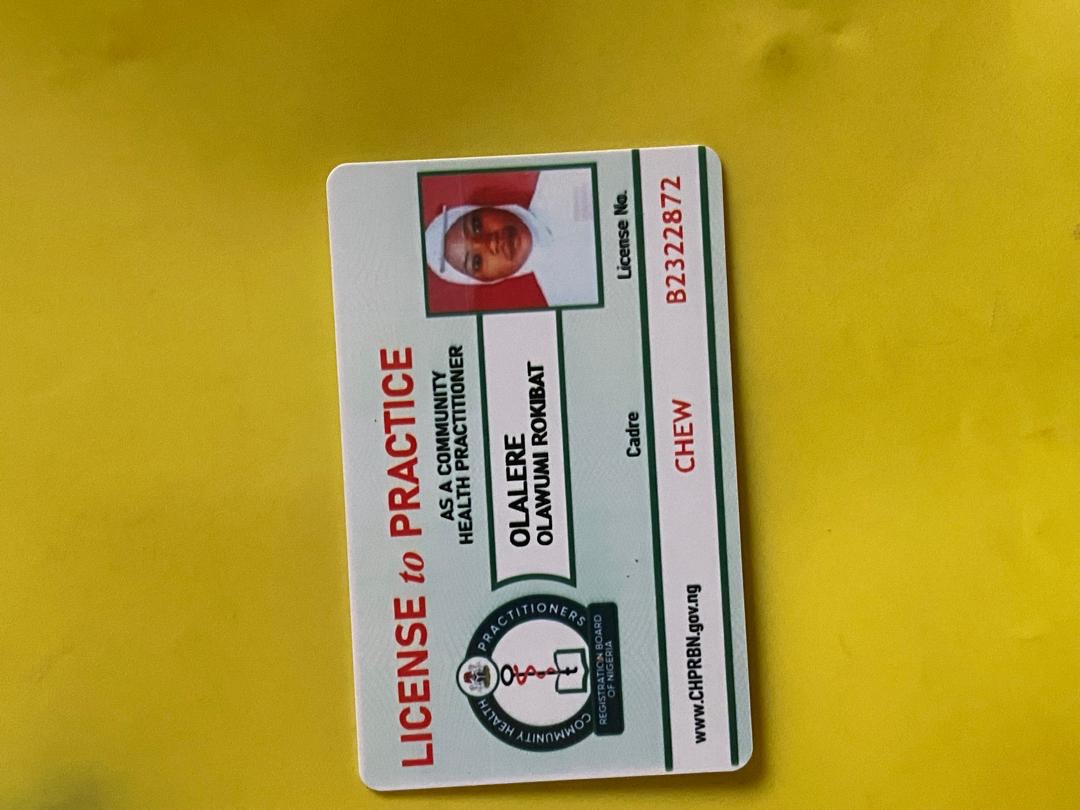 LICENSE to PRACTICE
AS A COMMUNITY
HEALTH PRACTITIONER
OLALERE
OLAWUMI ROKIBAT
COMMUNITY HEALTH PRACTITIONERS
REGISTRATION BOARD
OF NIGERIA
Cadre
License No.
www.CHPRBN.gov.ng
CHEW
B2322872